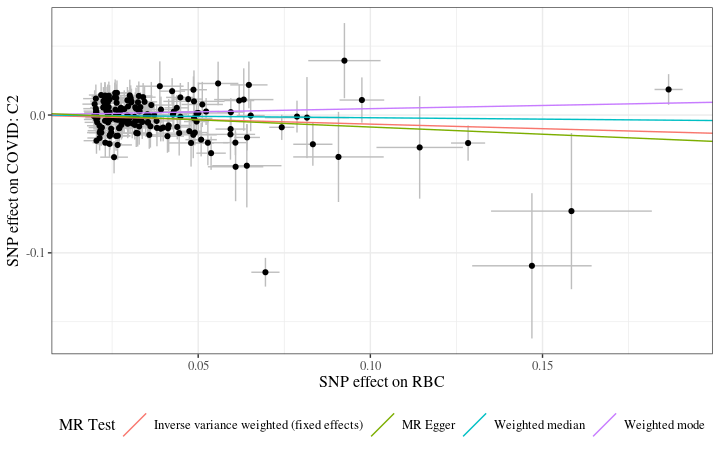 SNP effect on COVID: C2
0.0
-0.1
0.05
0.10
0.15
SNP effect on RBC
MR Test
Inverse variance weighted (fixed effects)
MR Egger
Weighted median
Weighted mode